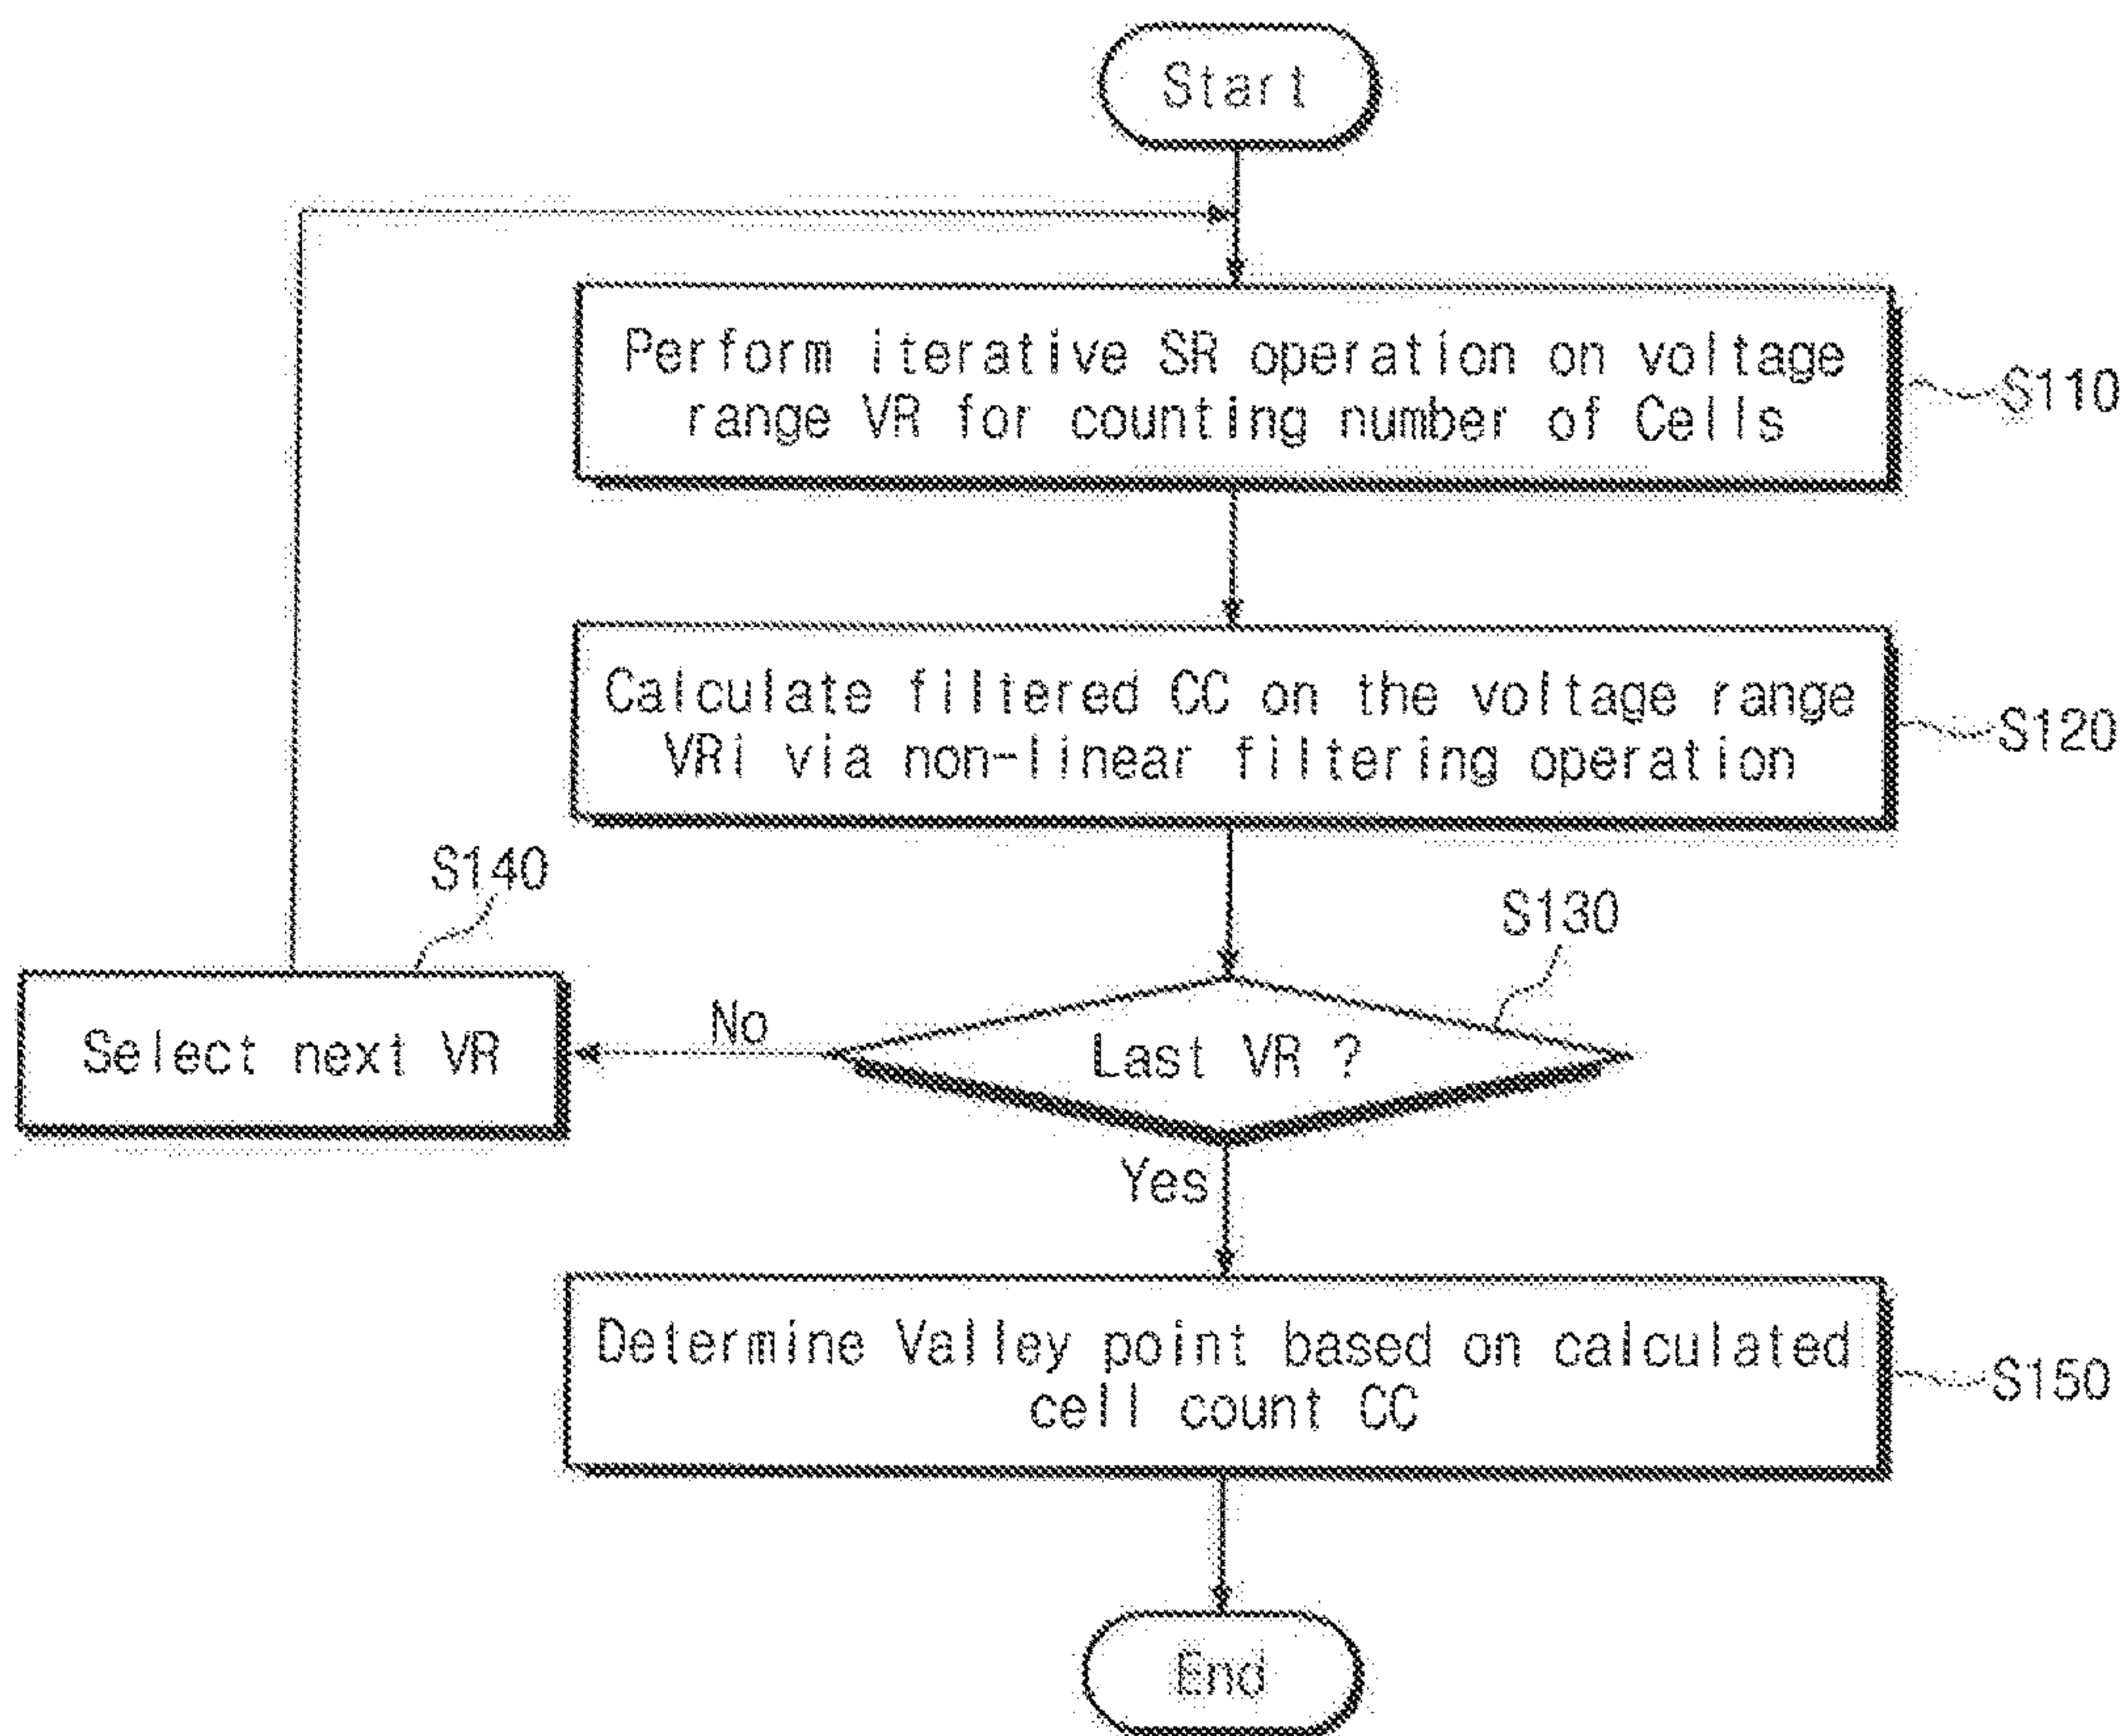 Start
Perform iterative SR operation on voltage
range VR for counting number of Cells
S110
Calculate filtered CC on the voltage range
VRi via non-linear filtering operation
S120
S140
S130
Select next VR
No
Last VR ?
Yes
Determine Valley point based on calculated
cell count CC
S150
End